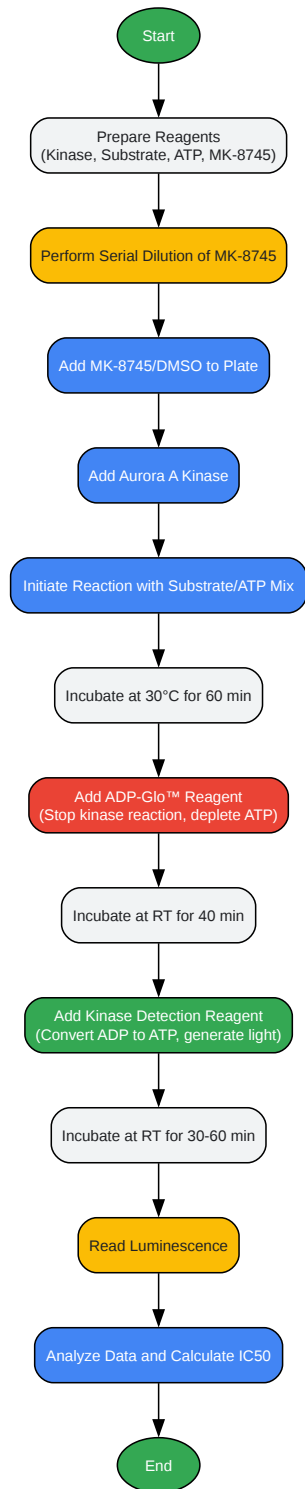 Start
Prepare Reagents
(Kinase, Substrate, ATP, MK-8745)
Perform Serial Dilution of MK-8745
Add MK-8745/DMSO to Plate
Add Aurora A Kinase
Initiate Reaction with Substrate/ATP Mix
Incubate at 30°C for 60 min
Add ADP-Glo™ Reagent
(Stop kinase reaction, deplete ATP)
Incubate at RT for 40 min
Add Kinase Detection Reagent
(Convert ADP to ATP, generate light)
Incubate at RT for 30-60 min
Read Luminescence
Analyze Data and Calculate IC50
End